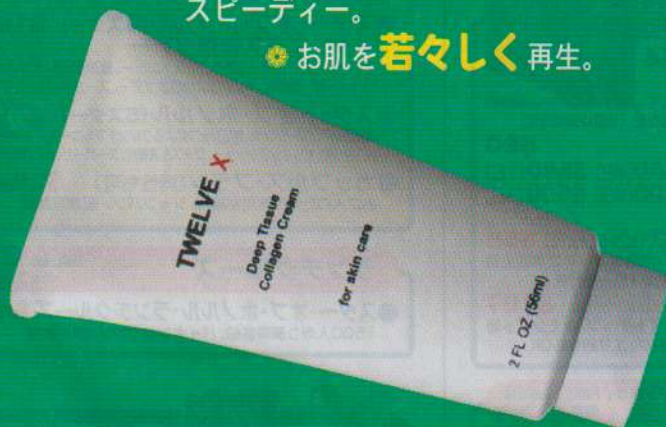 スピーディー。
お肌を若々しく再生。
TWELVE X
Deep Tissue
Collagen Cream
for skin care
2 FL OZ (56ml)